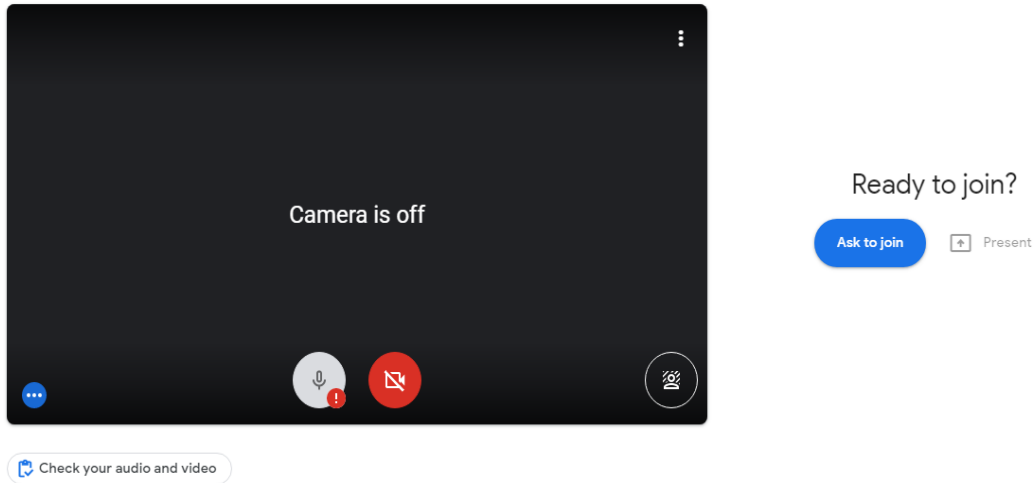 Camera is off
Ready to join?
Ask to join
Present
Check your audio and video